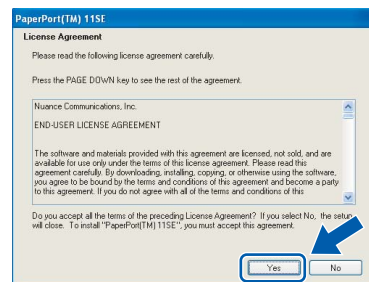 PaperPort(TM) 11SE
License Agreement
Please read the following license agreement carefully.
Press the PAGE DOWN key to see the rest of the agreement.
Nuance Communications, Inc.
END-USER LICENSE AGREEMENT
The software and materials provided with this agreement are licensed, not sold, and are
available for use only under the terms of this license agreement. Please read this
agreement carefully. By downloading, installing, copying, or otherwise using the software,
you agree to be bound by the terms and conditions of this agreement and become a party
to this agreement. If you do not agree with all of the terms and conditions of this
Do you accept all the terms of the preceding License Agreement? If you select No, the setup
will close. To install "PaperPort(TM) 11SE", you must accept this agreement.
Yes
No